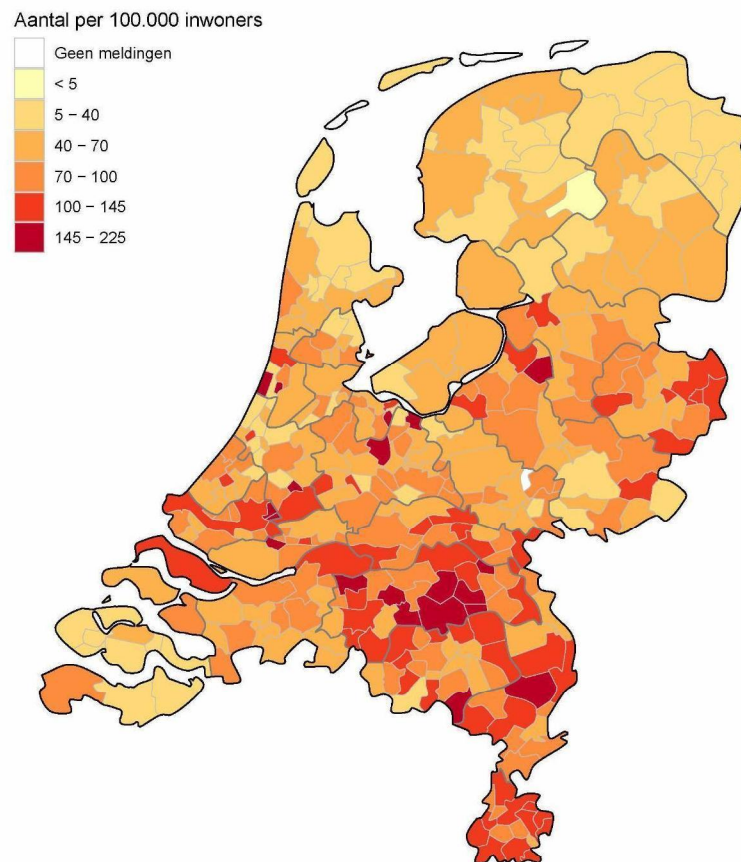 Aantal per 100.000 inwoners
Geen meldingen
< 5
5 – 40
40 – 70
70 – 100
100 – 145
145 – 225